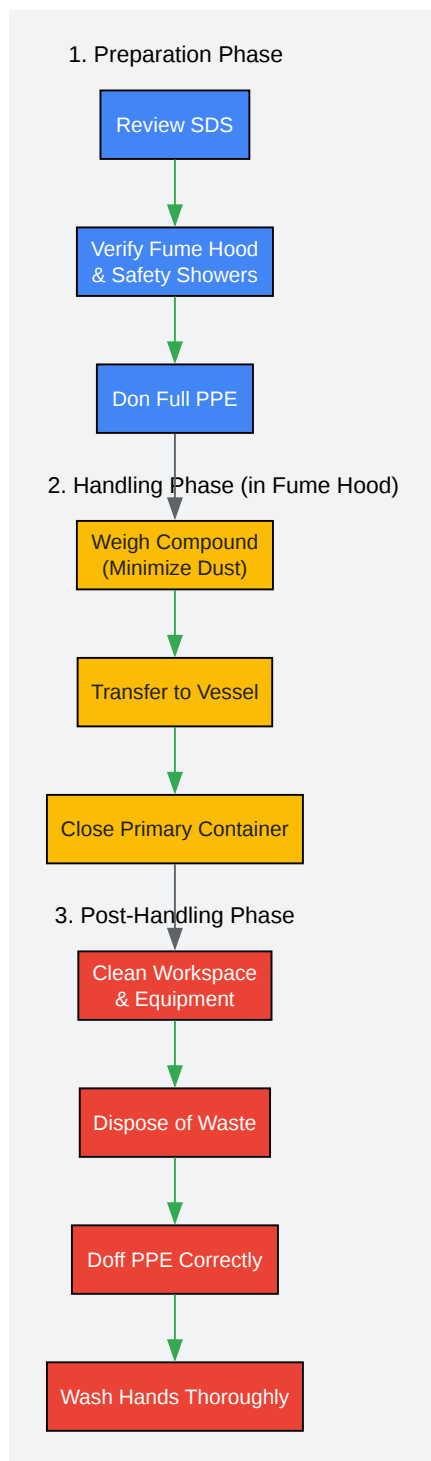 1. Preparation Phase
Review SDS
Verify Fume Hood
& Safety Showers
Don Full PPE
2. Handling Phase (in Fume Hood)
Weigh Compound
(Minimize Dust)
Transfer to Vessel
Close Primary Container
3. Post-Handling Phase
Clean Workspace
& Equipment
Dispose of Waste
Doff PPE Correctly
Wash Hands Thoroughly